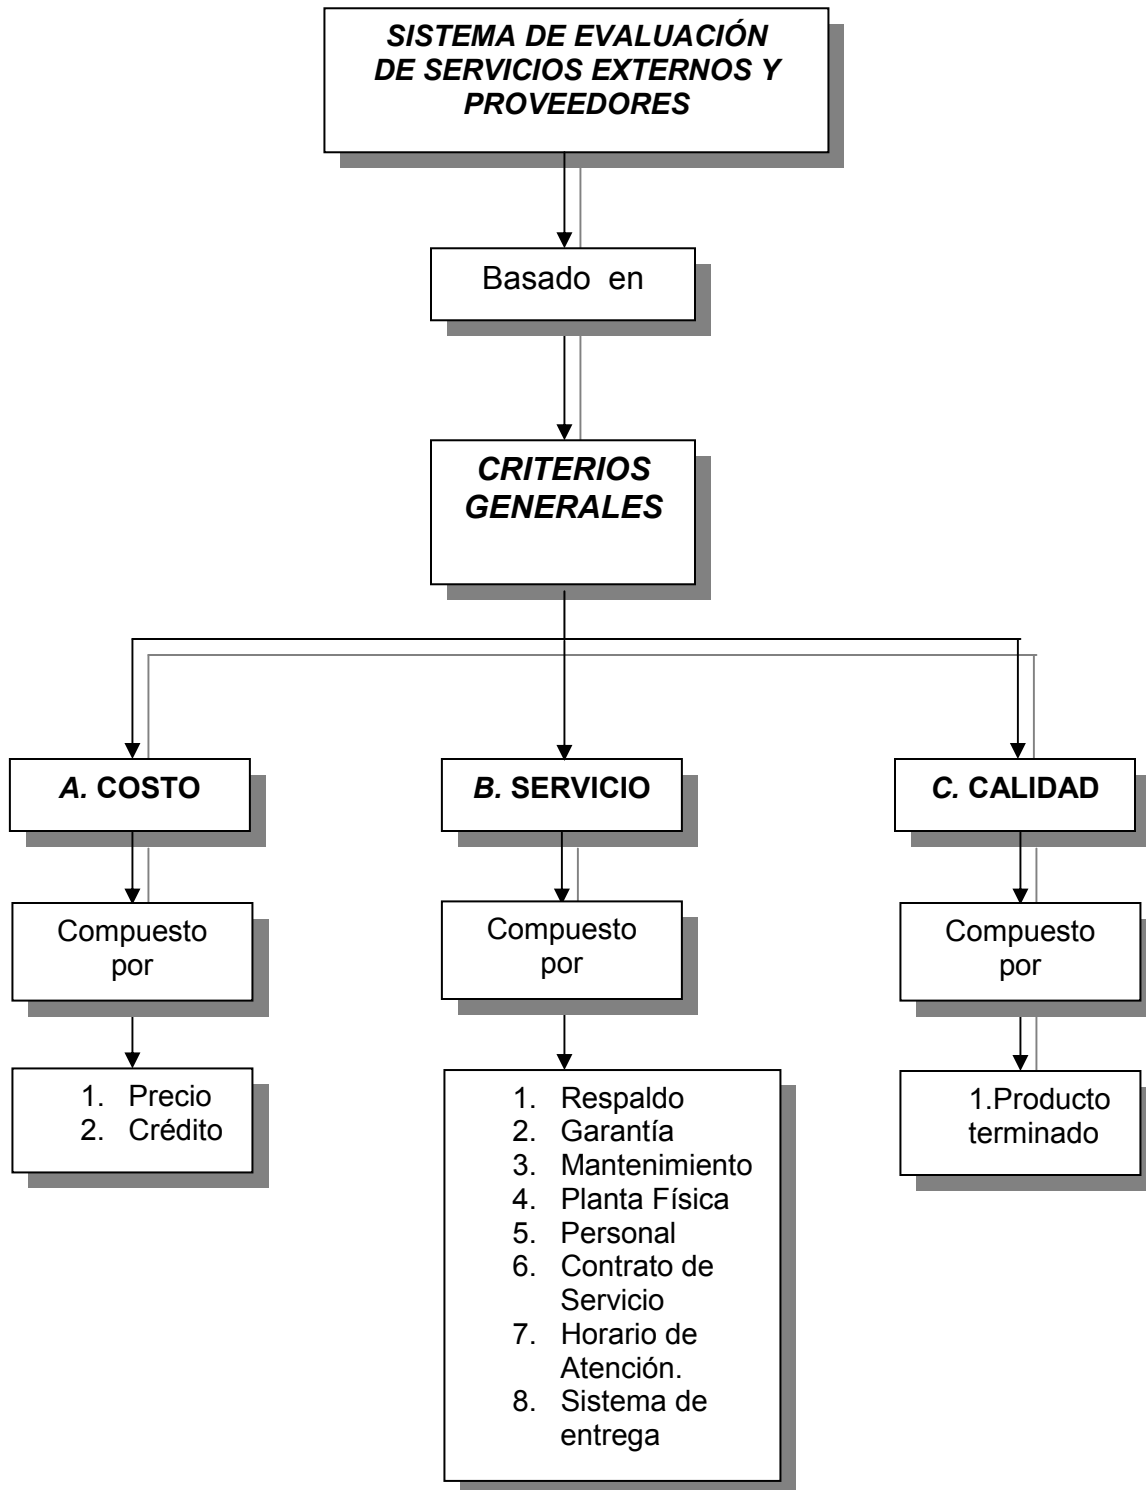 SISTEMA DE EVALUACIÓN
DE SERVICIOS EXTERNOS Y
PROVEEDORES
Basado en
CRITERIOS
GENERALES
A. COSTO
B. SERVICIO
C. CALIDAD
Compuesto
por
Compuesto
por
Compuesto
por
1. Precio
2. Crédito
1. Respaldo
2. Garantía
3. Mantenimiento
4. Planta Física
5. Personal
6. Contrato de
Servicio
7. Horario de
Atención.
8. Sistema de
entrega
1.Producto
terminado